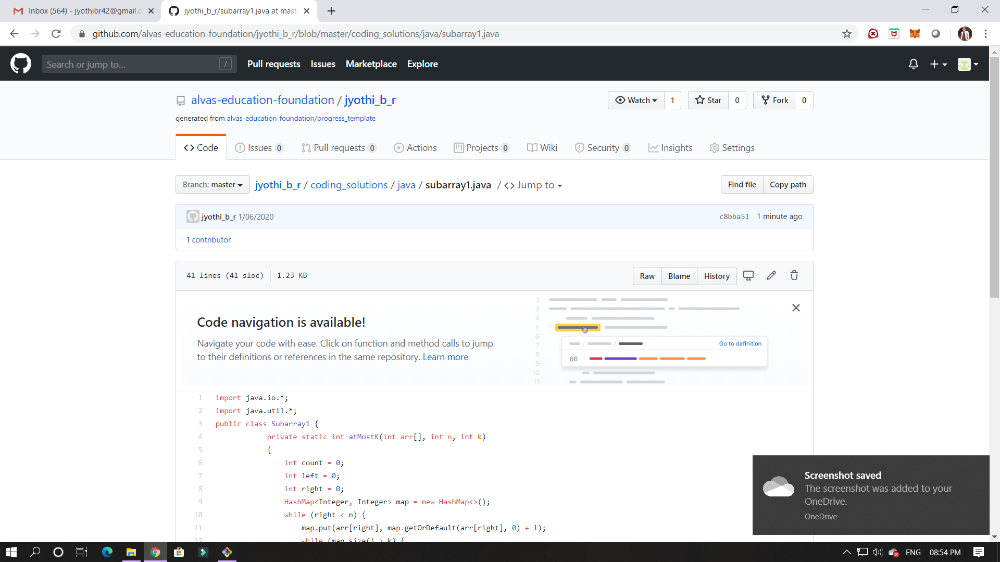 Inbox (564) - jyothibr42@gmail.c
jyothi_b_r/subarray1.java at mast
github.com/alvas-education-foundation/jyothi_b_r/blob/master/coding_solutions/java/subarray1.java
Search or jump to...
/
Pull requests
Issues
Marketplace
Explore
alvas-education-foundation / jyothi_b_r
Watch 1
Star 0
Fork 0
generated from alvas-education-foundation/progress_template
Code
Issues 0
Pull requests 0
Actions
Projects 0
Wiki
Security 0
Insights
Settings
Branch: master
jyothi_b_r / coding_solutions / java / subarray1.java / <> Jump to
Find file
Copy path
jyothi_b_r 1/06/2020
c8bba51 1 minute ago
1 contributor
41 lines (41 sloc) 1.23 KB
Raw
Blame
History
Code navigation is available!
Navigate your code with ease. Click on function and method calls to jump
to their definitions or references in the same repository. Learn more
2
3
4
5
6
7
8
9
10
11
/ /
Go to definition
66
1 import java.io.*;
2 import java.util.*;
3 public class Subarray1 {
4 private static int atMostK(int arr[], int n, int k)
5 {
6 int count = 0;
7 int left = 0;
8 int right = 0;
9 HashMap<Integer, Integer> map = new HashMap<>();
10 while (right < n) {
11 map.put(arr[right], map.getOrDefault(arr[right], 0) + 1);
12 while (map.size() > k) {
Screenshot saved
The screenshot was added to your
OneDrive.
OneDrive
ENG
08:54 PM